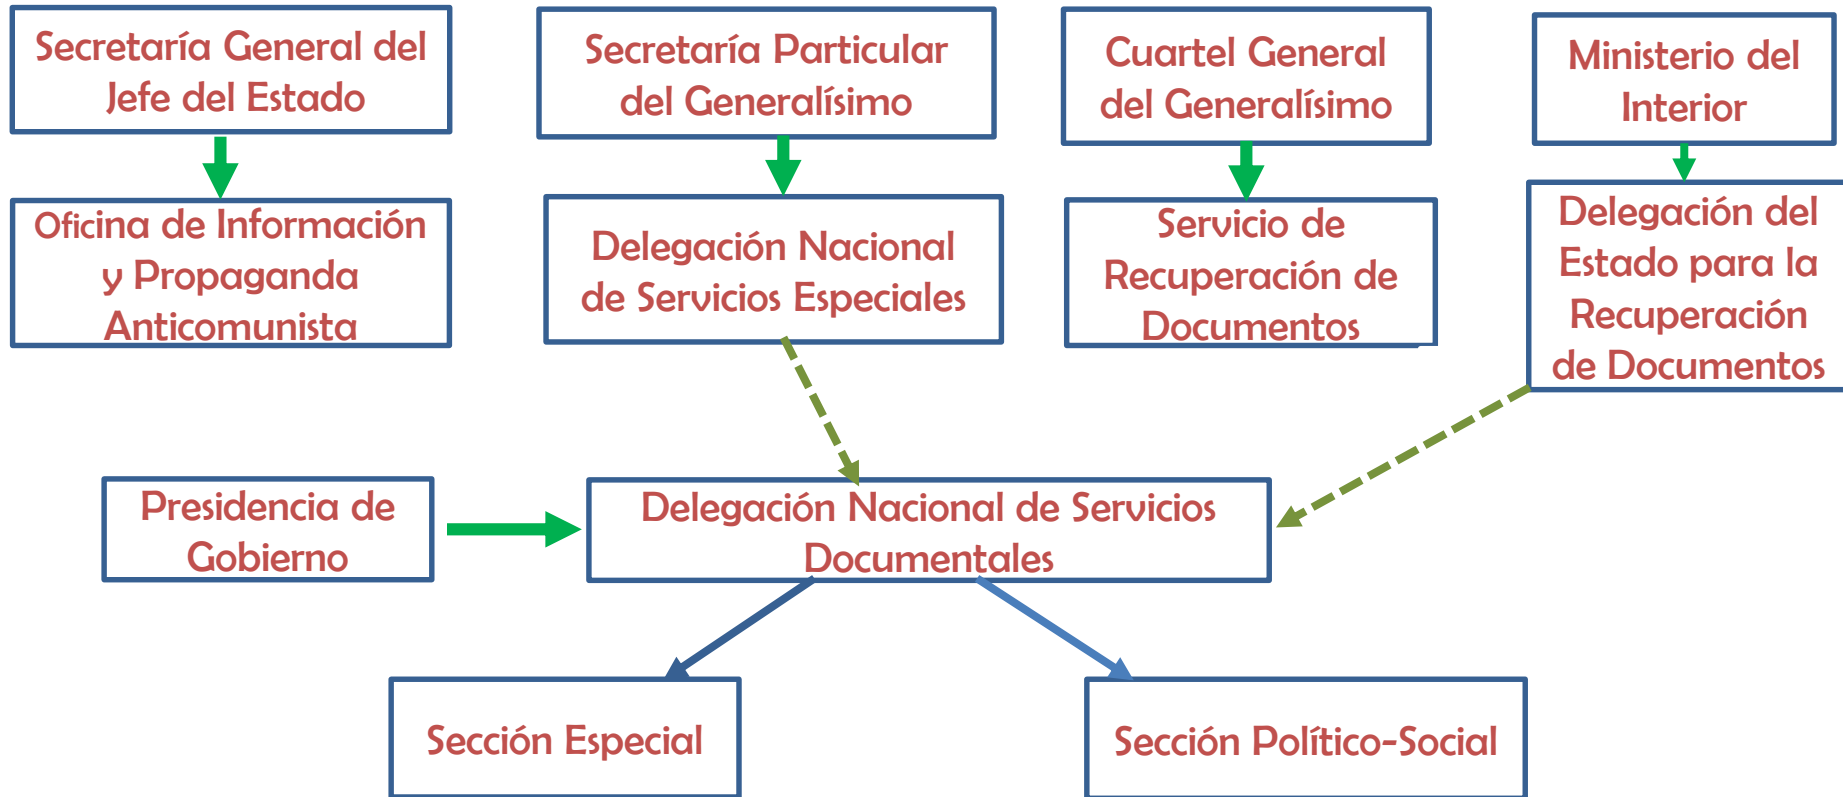 Secretaría General del
Jefe del Estado
Secretaría Particular
del Generalísimo
Cuartel General
del Generalísimo
Ministerio del
Interior
Oficina de Información
y Propaganda
Anticomunista
Delegación Nacional
de Servicios Especiales
Servicio de
Recuperación de
Documentos
Delegación del
Estado para la
Recuperación
de Documentos
Presidencia de
Gobierno
Delegación Nacional de Servicios
Documentales
Sección Especial
Sección Político-Social